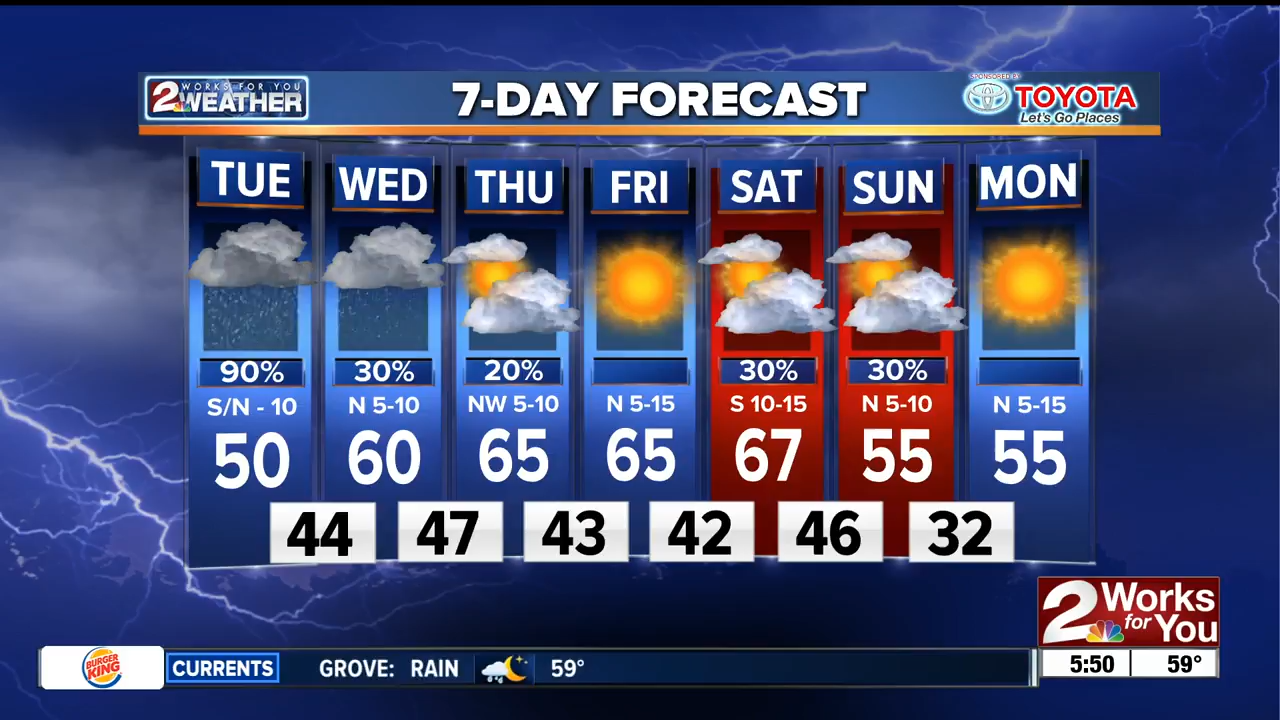 2 WORKS FOR YOU
WEATHER
7-DAY FORECAST
SPONSORED BY
TOYOTA
Let's Go Places
TUE WED THU FRI SAT SUN MON
90% 30% 20% 30% 30%
S/N - 10 N 5-10 NW 5-10 N 5-15 S 10-15 N 5-10 N 5-15
50 60 65 65 67 55 55
44 47 43 42 46 32
2 Works for You
BURGER KING
CURRENTS GROVE: RAIN 59°
5:50 59°